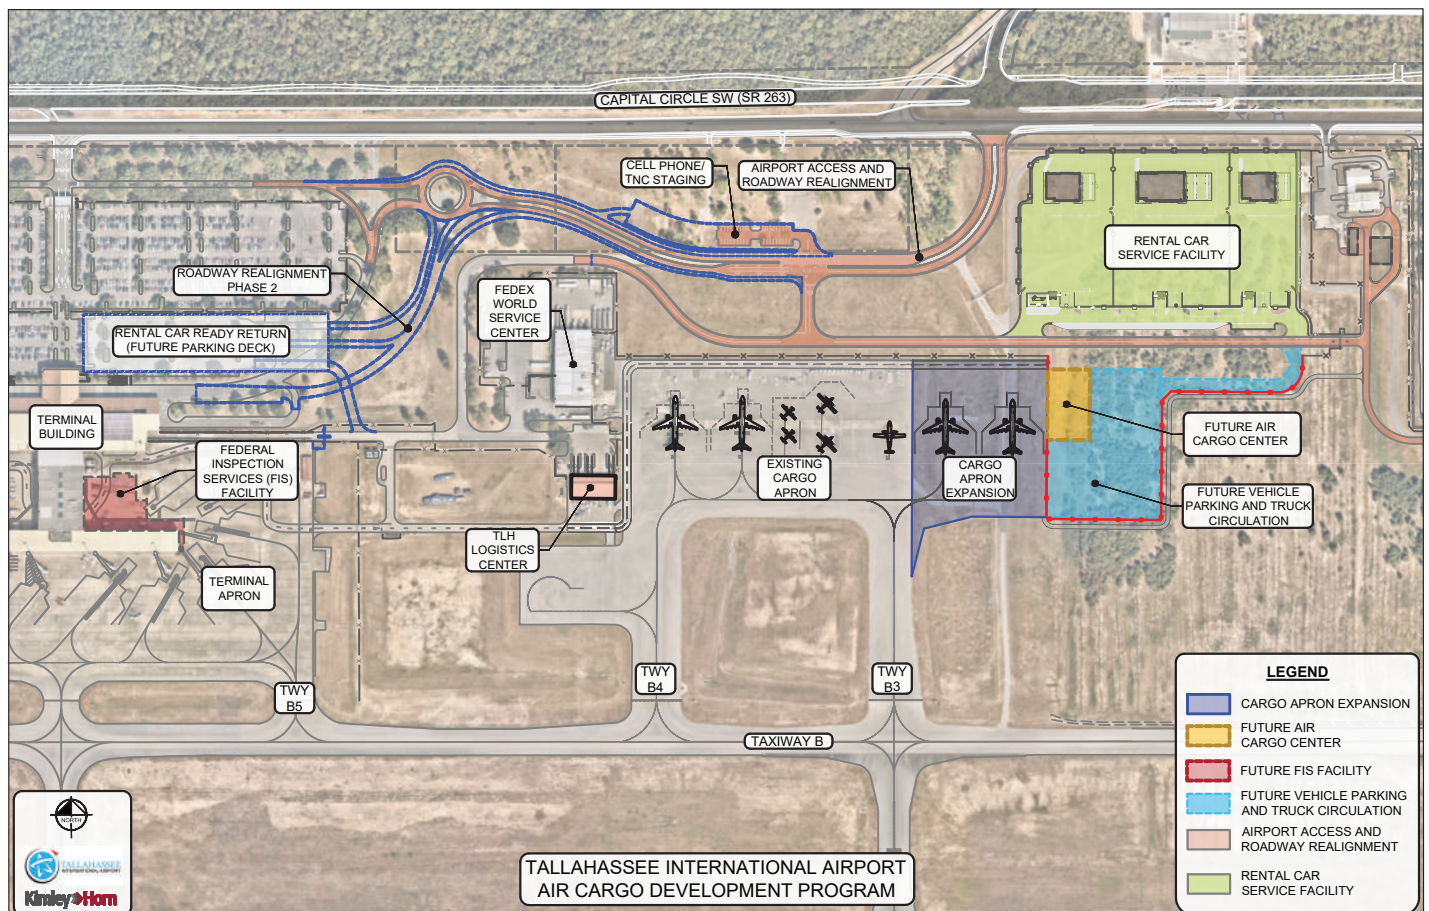 CAPITAL CIRCLE SW (SR 263)
CELL PHONE/
TNC STAGING
AIRPORT ACCESS AND
ROADWAY REALIGNMENT
RENTAL CAR
SERVICE FACILITY
ROADWAY REALIGNMENT
PHASE 2
FEDEX
WORLD
SERVICE
CENTER
RENTAL CAR READY RETURN
(FUTURE PARKING DECK)
TERMINAL
BUILDING
FEDERAL
INSPECTION
SERVICES (FIS)
FACILITY
EXISTING
CARGO
APRON
CARGO
APRON
EXPANSION
FUTURE AIR
CARGO CENTER
FUTURE VEHICLE
PARKING AND TRUCK
CIRCULATION
TLH
LOGISTICS
CENTER
TERMINAL
APRON
TWY
B5
TWY
B4
TWY
B3
TAXIWAY B
LEGEND
CARGO APRON EXPANSION
FUTURE AIR
CARGO CENTER
FUTURE FIS FACILITY
FUTURE VEHICLE PARKING
AND TRUCK CIRCULATION
AIRPORT ACCESS AND
ROADWAY REALIGNMENT
RENTAL CAR
SERVICE FACILITY
NORTH
TALLAHASSEE
INTERNATIONAL AIRPORT
Kimley»Horn
TALLAHASSEE INTERNATIONAL AIRPORT
AIR CARGO DEVELOPMENT PROGRAM